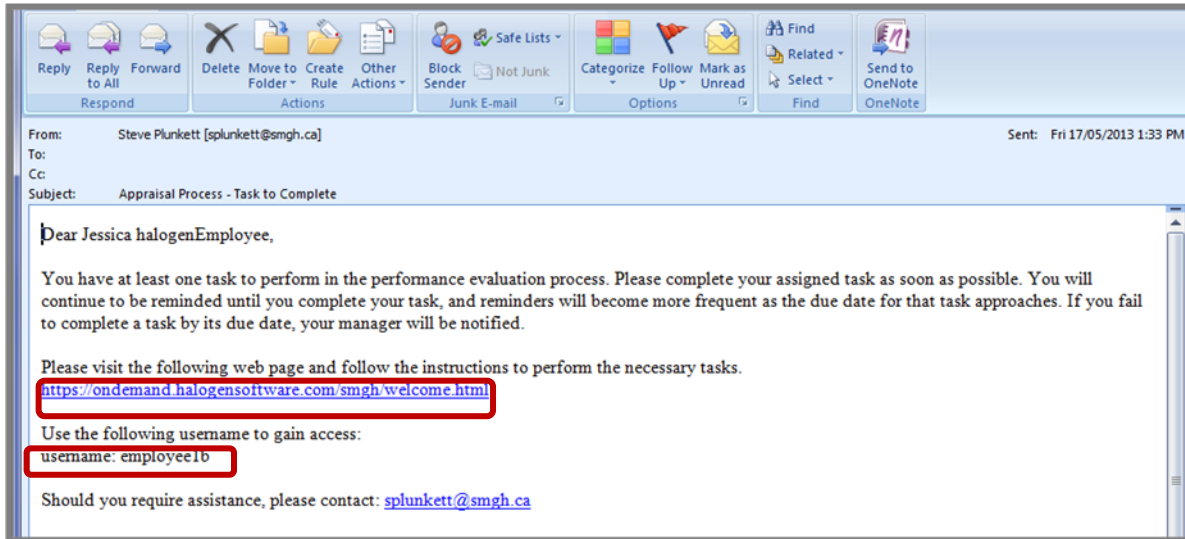 Reply
Reply to All
Forward
Respond
Delete
Move to Folder
Create Rule
Other Actions
Actions
Block Sender
Safe Lists
Not Junk
Junk E-mail
Categorize
Follow Up
Mark as Unread
Options
Find
Related
Select
Find
Send to OneNote
OneNote
From: Steve Plunkett [splunkett@smgh.ca] Sent: Fri 17/05/2013 1:33 PM
To:
Cc:
Subject: Appraisal Process - Task to Complete
Dear Jessica halogenEmployee,
You have at least one task to perform in the performance evaluation process. Please complete your assigned task as soon as possible. You will
continue to be reminded until you complete your task, and reminders will become more frequent as the due date for that task approaches. If you fail
to complete a task by its due date, your manager will be notified.
Please visit the following web page and follow the instructions to perform the necessary tasks.
https://ondemand.halogensoftware.com/smgh/welcome.html
Use the following username to gain access:
username: employee1b
Should you require assistance, please contact: splunkett@smgh.ca